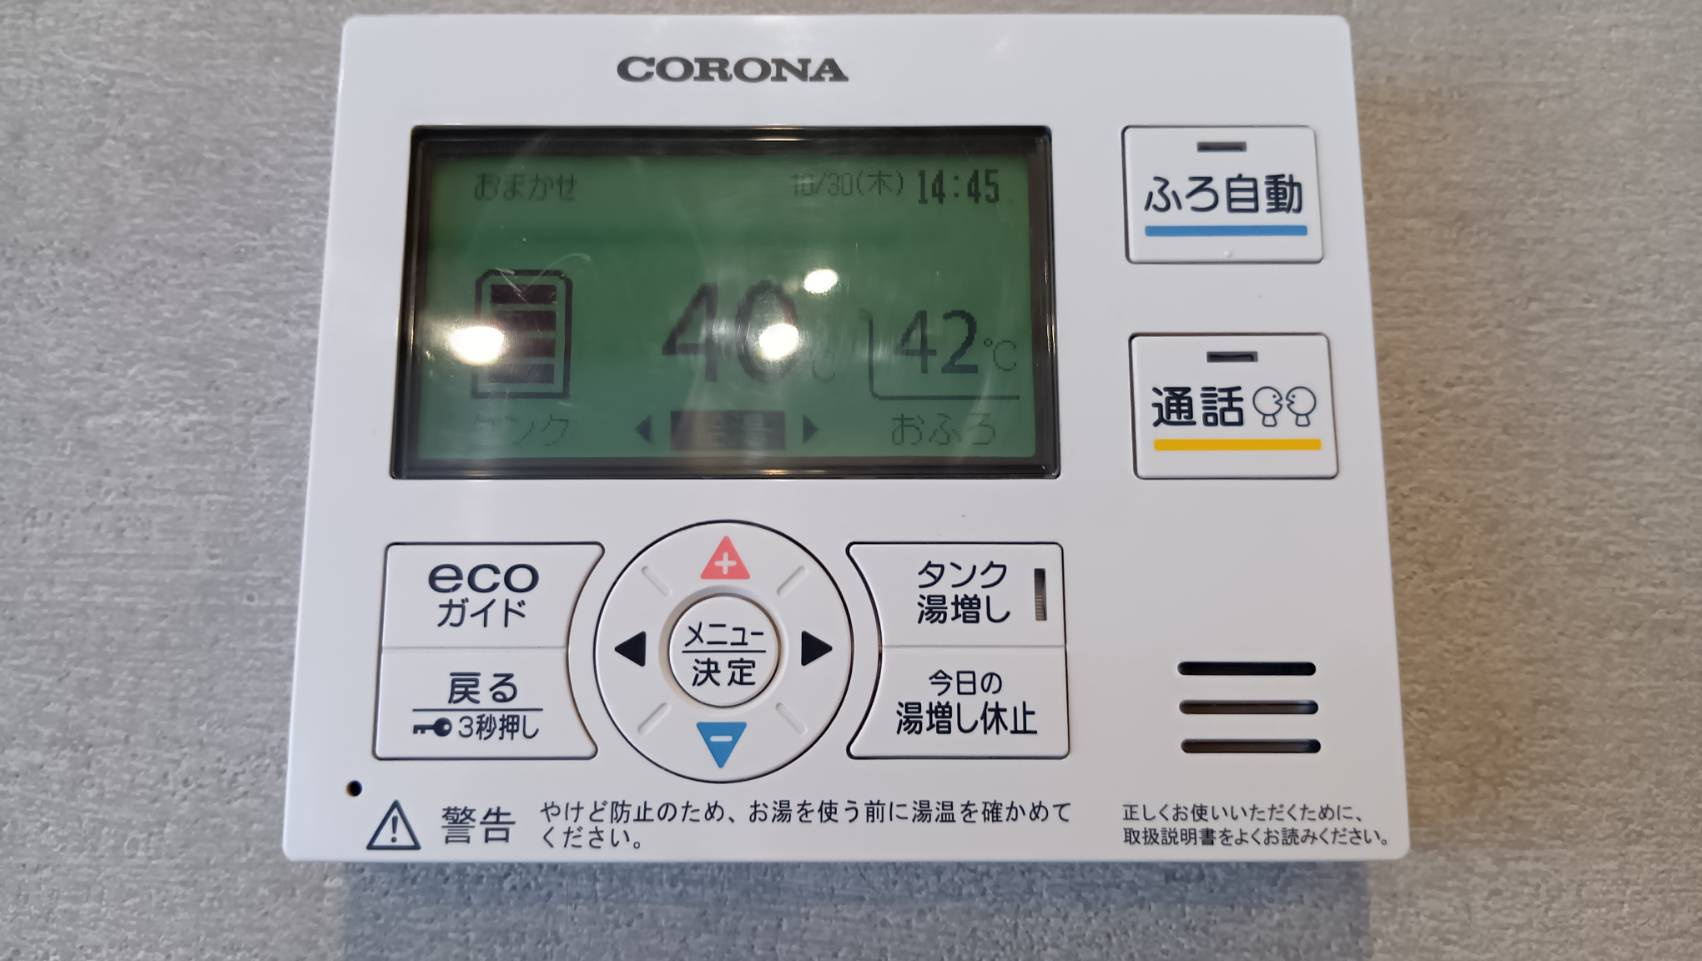 CORONA
おまかせ 10/30(木) 14:45
40 42℃
タンク おふろ
ふろ自動
通話
eco
ガイド
戻る
3秒押し
+
メニュー
決定
-
タンク
湯増し
今日の
湯増し休止
警告 やけど防止のため、お湯を使う前に湯温を確かめて
ください。
正しくお使いいただくために、
取扱説明書をよくお読みください。